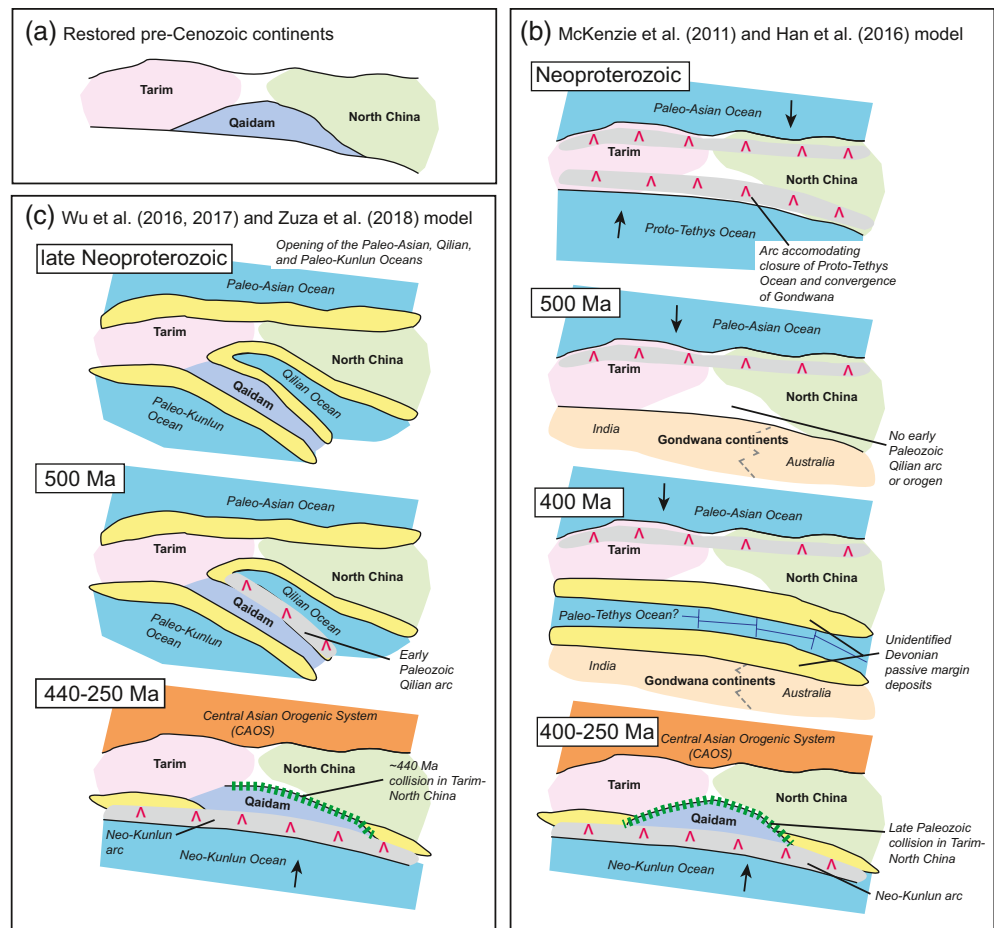 (a) Restored pre-Cenozoic continents
Tarim
Qaidam
North China
(b) McKenzie et al. (2011) and Han et al. (2016) model
Neoproterozoic
Paleo-Asian Ocean
Tarim
North China
Proto-Tethys Ocean
Arc accomodating
closure of Proto-Tethys
Ocean and convergence
of Gondwana
500 Ma
Paleo-Asian Ocean
Tarim
North China
India
Gondwana continents
Australia
No early
Paleozoic
Qilian arc
or orogen
400 Ma
Paleo-Asian Ocean
Tarim
North China
Paleo-Tethys Ocean?
India
Gondwana continents
Australia
Unidentified
Devonian
passive margin
deposits
400-250 Ma
Central Asian Orogenic System
(CAOS)
Tarim
North China
Qaidam
Late Paleozoic
collision in Tarim-
North China
Neo-Kunlun Ocean
Neo-Kunlun arc
(c) Wu et al. (2016, 2017) and Zuza et al. (2018) model
late Neoproterozoic
Opening of the Paleo-Asian, Qilian,
and Paleo-Kunlun Oceans
Paleo-Asian Ocean
Tarim
North China
Qaidam
Qilian Ocean
Paleo-Kunlun
Ocean
500 Ma
Paleo-Asian Ocean
Tarim
North China
Qaidam
Qilian Ocean
Paleo-Kunlun
Ocean
Early
Paleozoic
Qilian arc
440-250 Ma
Central Asian Orogenic System
(CAOS)
Tarim
North China
~440 Ma
collision in Tarim-
North China
Qaidam
Neo-Kunlun
arc
Neo-Kunlun Ocean